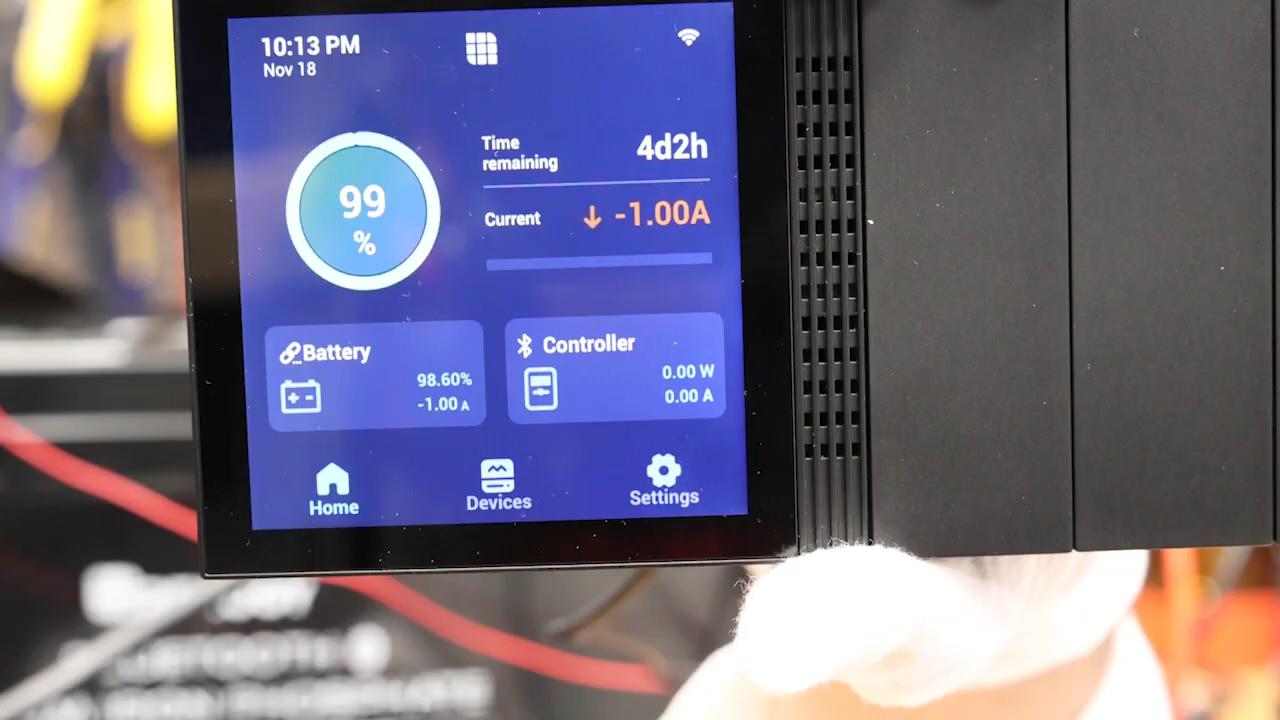 10:13 PM
Nov 18
Time
remaining
4d2h
99
%
Current
-1.00A
Battery
98.60%
-1.00 A
Controller
0.00 W
0.00 A
Home
Devices
Settings